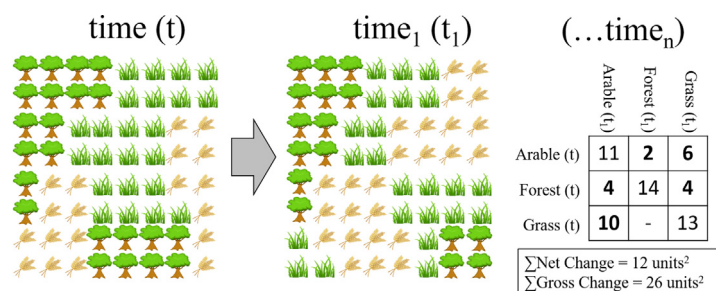 time (t)
time₁ (t₁)
(…timeₙ)
Arable (t₁)
Forest (t₁)
Grass (t₁)
Arable (t) 11 2 6
Forest (t) 4 14 4
Grass (t) 10 - 13
∑Net Change = 12 units²
∑Gross Change = 26 units²